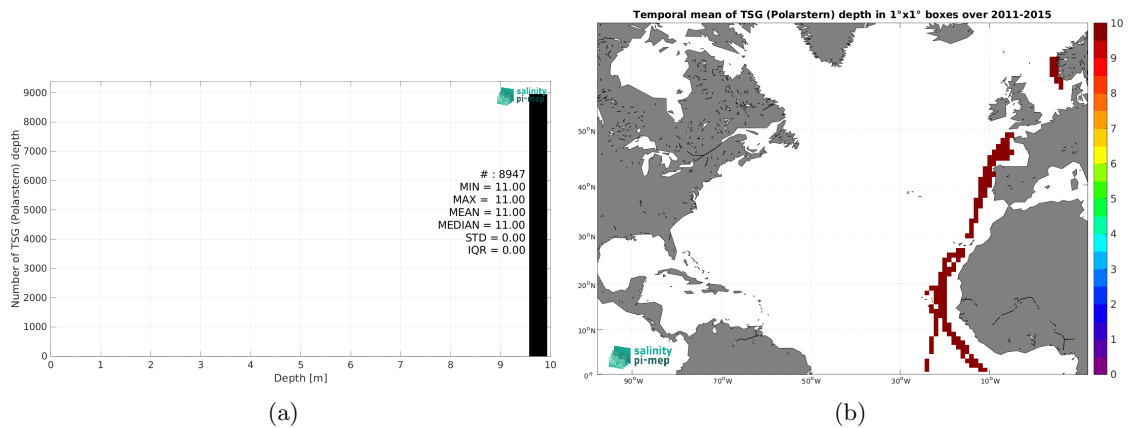 Number of TSG (Polarstern) depth
9000
8000
7000
6000
5000
4000
3000
2000
1000
0
0 1 2 3 4 5 6 7 8 9 10
Depth [m]
salinity
pi-mep
# : 8947
MIN = 11.00
MAX = 11.00
MEAN = 11.00
MEDIAN = 11.00
STD = 0.00
IQR = 0.00
(a)
Temporal mean of TSG (Polarstern) depth in 1°x1° boxes over 2011-2015
50°N
40°N
30°N
20°N
10°N
0°
90°W 70°W 50°W 30°W 10°W
salinity
pi-mep
10
9
8
7
6
5
4
3
2
1
0
(b)